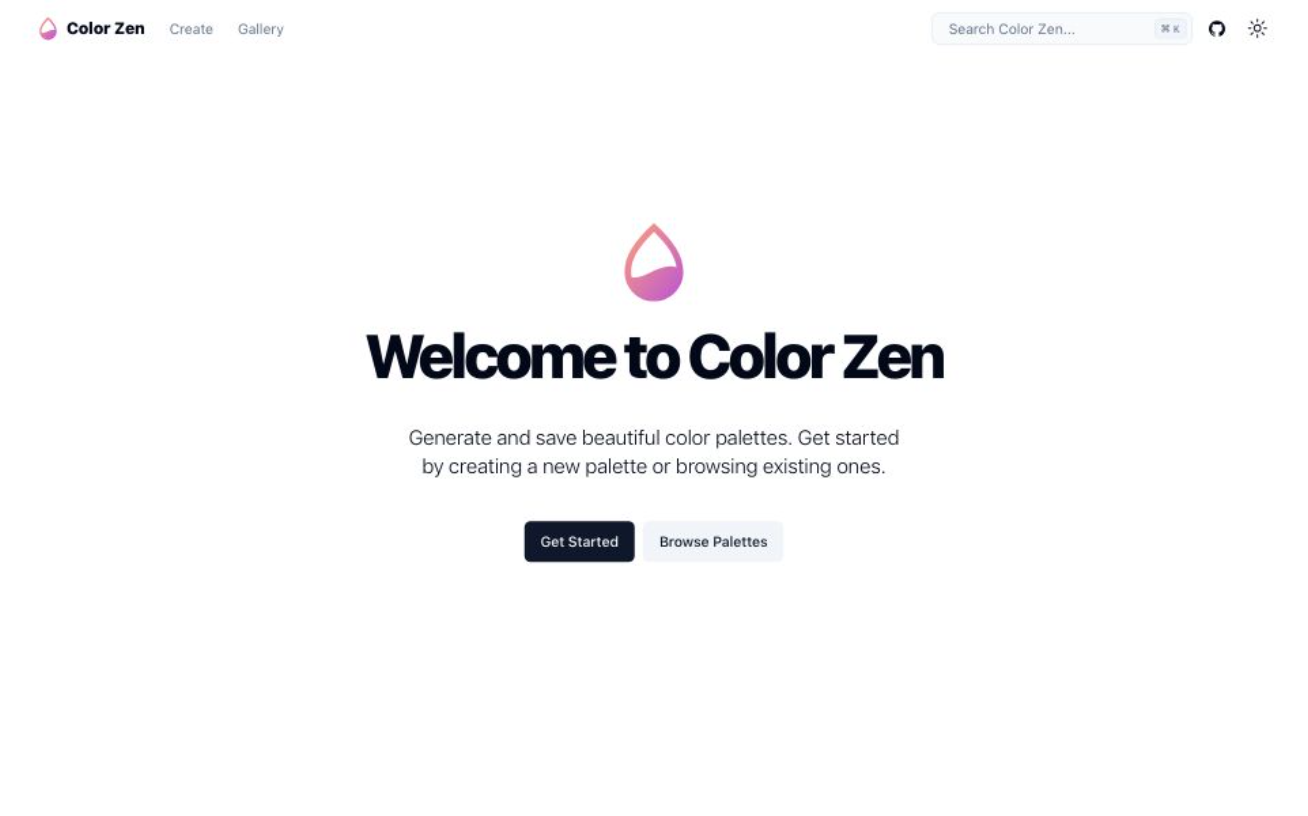 Color Zen
Create
Gallery
Search Color Zen...
⌘ K
Welcome to Color Zen
Generate and save beautiful color palettes. Get started
by creating a new palette or browsing existing ones.
Get Started
Browse Palettes